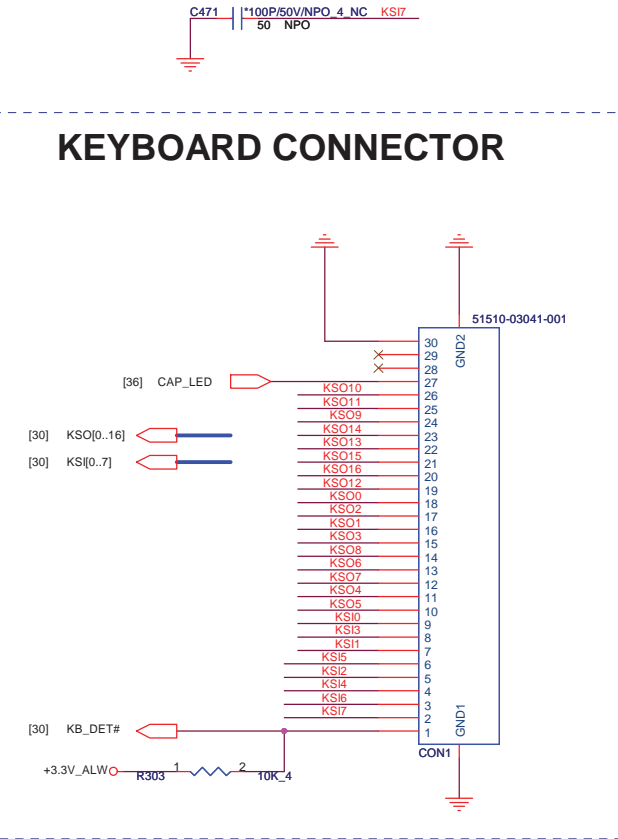 C471 *100P/50V/NPO_4_NC KSI7
50 NPO
KEYBOARD CONNECTOR
51510-03041-001
GND2
30
29
28
[36] CAP_LED 27
KSO10 26
KSO11 25
KSO9 24
[30] KSO[0..16] KSO14 23
KSO13 22
[30] KSI[0..7] KSO15 21
KSO16 20
KSO12 19
KSO0 18
KSO2 17
KSO1 16
KSO3 15
KSO8 14
KSO6 13
KSO7 12
KSO4 11
KSO5 10
KSI0 9
KSI3 8
KSI1 7
KSI5 6
KSI2 5
KSI4 4
KSI6 3
KSI7 2
[30] KB_DET# 1
GND1
CON1
+3.3V_ALW R303 1 2 10K_4